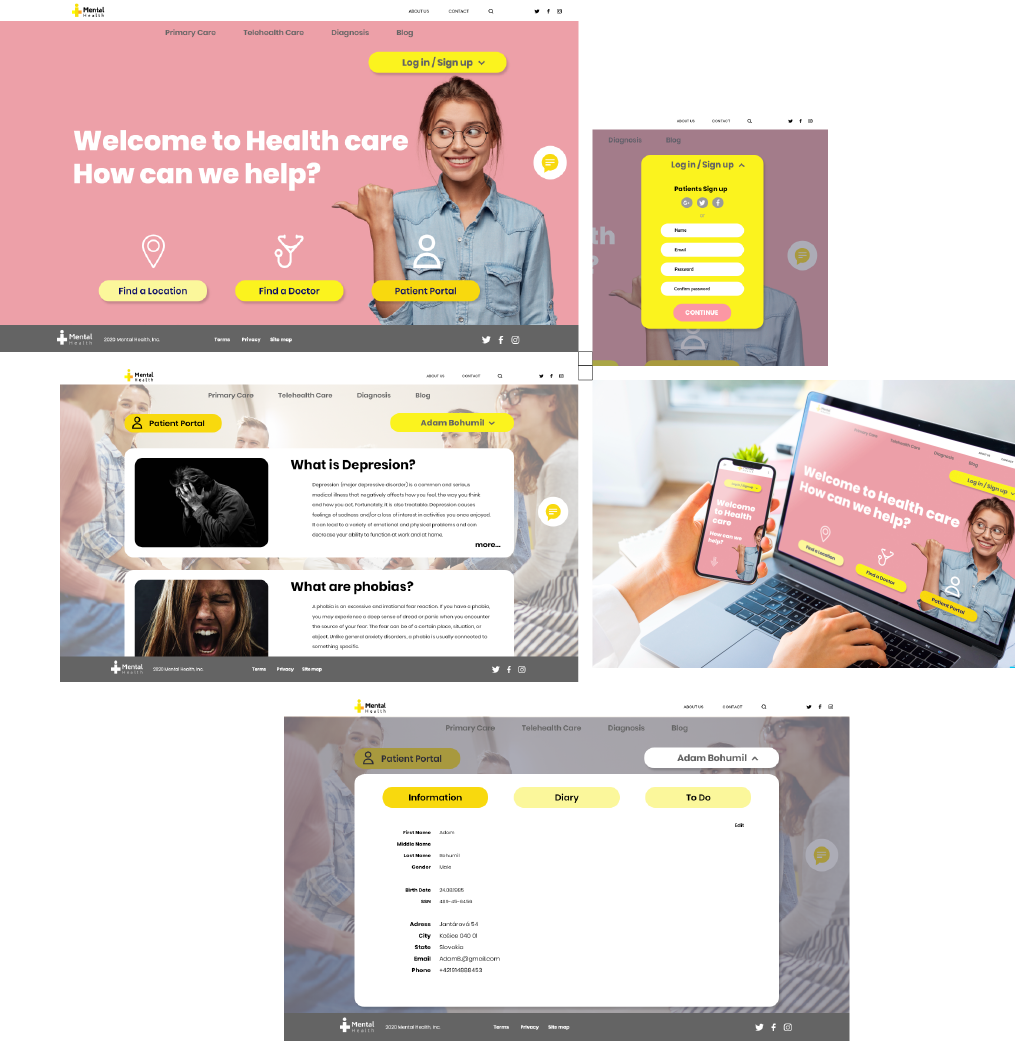 Mental
Health
ABOUT US
CONTACT
Primary Care
Telehealth Care
Diagnosis
Blog
Log in / Sign up
Welcome to Health care
How can we help?
Find a Location
Find a Doctor
Patient Portal
Mental
Health
2020 Mental Health, Inc.
Terms
Privacy
Site map
ABOUT US
CONTACT
Diagnosis
Blog
Log in / Sign up
Patients Sign up
G+
or
Name
Email
Password
Confirm password
CONTINUE
th
?
Mental
Health
ABOUT US
CONTACT
Primary Care
Telehealth Care
Diagnosis
Blog
Patient Portal
Adam Bohumil
What is Depresion?
Depression (major depressive disorder) is a common and serious
medical illness that negatively affects how you feel, the way you think
and how you act. Fortunately, it is also treatable. Depression causes
feelings of sadness and/or a loss of interest in activities you once enjoyed.
It can lead to a variety of emotional and physical problems and can
decrease your ability to function at work and at home.
more...
What are phobias?
A phobia is an excessive and irrational fear reaction. If you have a phobia,
you may experience a deep sense of dread or panic when you encounter
the source of your fear. The fear can be of a certain place, situation, or
object. Unlike general anxiety disorders, a phobia is usually connected to
something specific.
Mental
Health
2020 Mental Health, Inc.
Terms
Privacy
Site map
Primary Care
Telehealth Care
Diagnosis
Blog
Log in / Sign up
Welcome to Health care
How can we help?
Find a Location
Find a Doctor
Patient Portal
Welcome
to Health
care
How can we
help?
Mental
Health
ABOUT US
CONTACT
Primary Care
Telehealth Care
Diagnosis
Blog
Patient Portal
Adam Bohumil
Information
Diary
To Do
Edit
First Name Adam
Middle Name
Last Name Bohumil
Gender Male
Birth Date
SSN
Adress Jantárová 54
City Košice 040 01
State Slovakia
Email AdamB.@gmail.com
Phone +421914888453
Mental
Health
2020 Mental Health, Inc.
Terms
Privacy
Site map